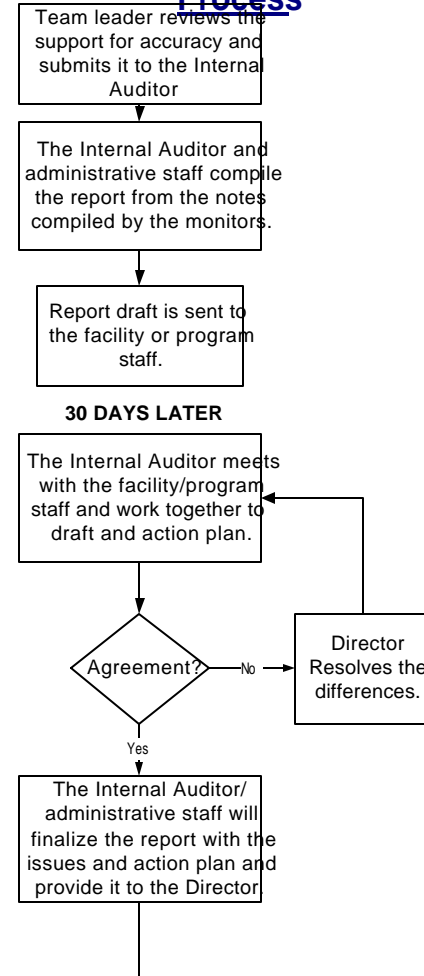 Process
Team leader reviews the
support for accuracy and
submits it to the Internal
Auditor
The Internal Auditor and
administrative staff compile
the report from the notes
compiled by the monitors.
Report draft is sent to
the facility or program
staff.
30 DAYS LATER
The Internal Auditor meets
with the facility/program
staff and work together to
draft and action plan.
Agreement?
No
Director
Resolves the
differences.
Yes
The Internal Auditor/
administrative staff will
finalize the report with the
issues and action plan and
provide it to the Director.